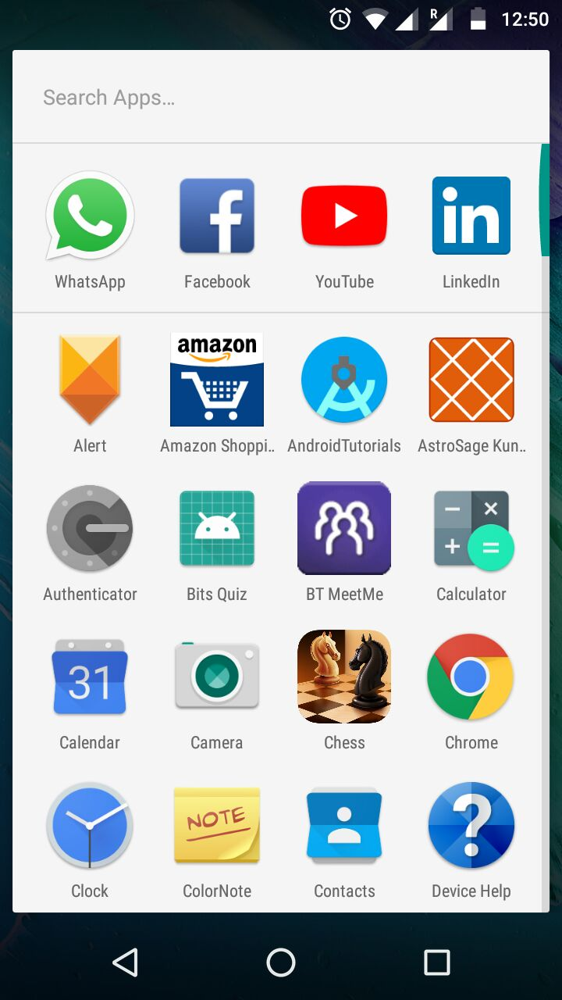 R 12:50
Search Apps...
WhatsApp Facebook YouTube LinkedIn
amazon
Alert Amazon Shoppi.. AndroidTutorials AstroSage Kun..
Authenticator Bits Quiz BT MeetMe Calculator
31
Calendar Camera Chess Chrome
NOTE
Clock ColorNote Contacts Device Help